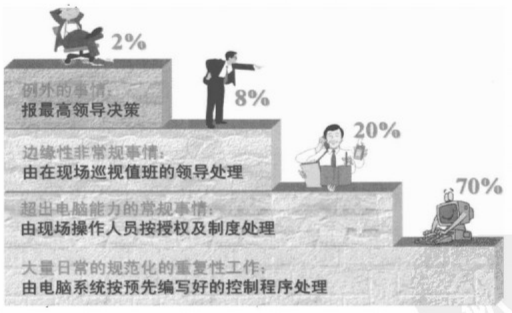 2%
例外的事情:
报最高领导决策
8%
边缘性非常规事情:
由在现场巡视值班的领导处理
20%
超出电脑能力的常规事情:
由现场操作人员按授权及制度处理
70%
大量日常的规范化的重复性工作:
由电脑系统按预先编写好的控制程序处理